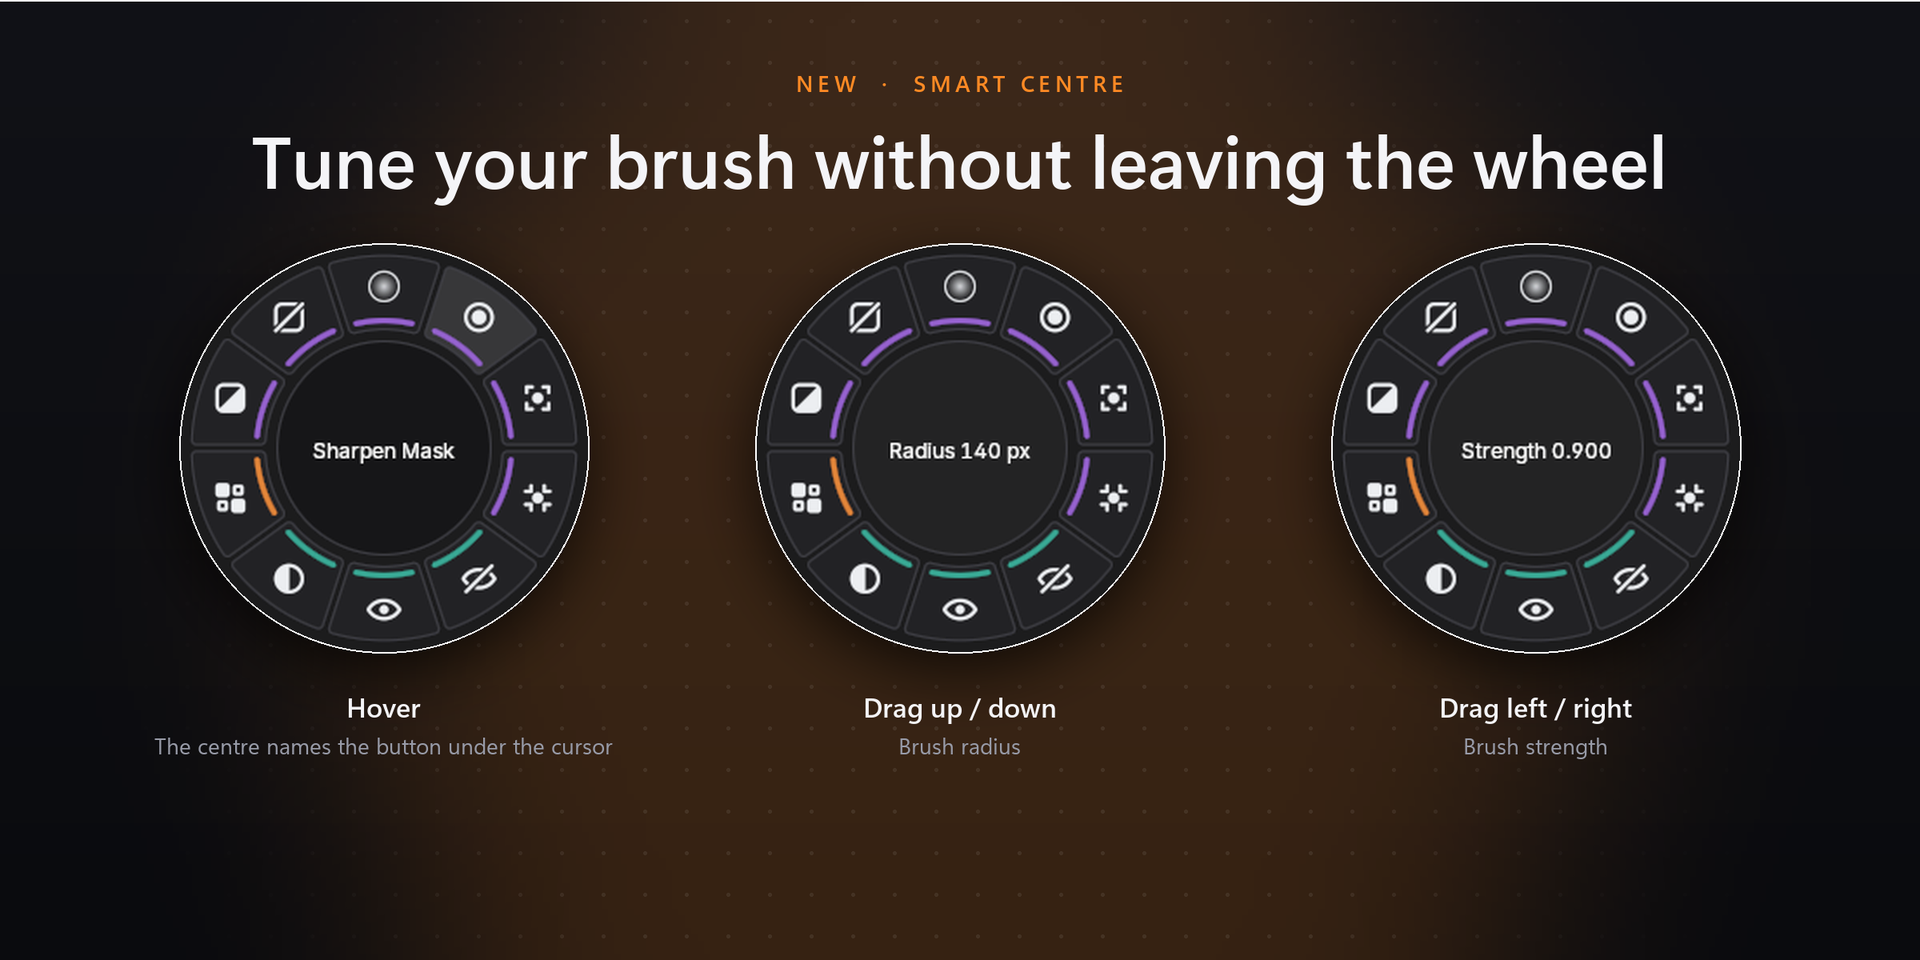 NEW · SMART CENTRE
Tune your brush without leaving the wheel
Sharpen Mask
Radius 140 px
Strength 0.900
Hover
Drag up / down
Drag left / right
The centre names the button under the cursor
Brush radius
Brush strength